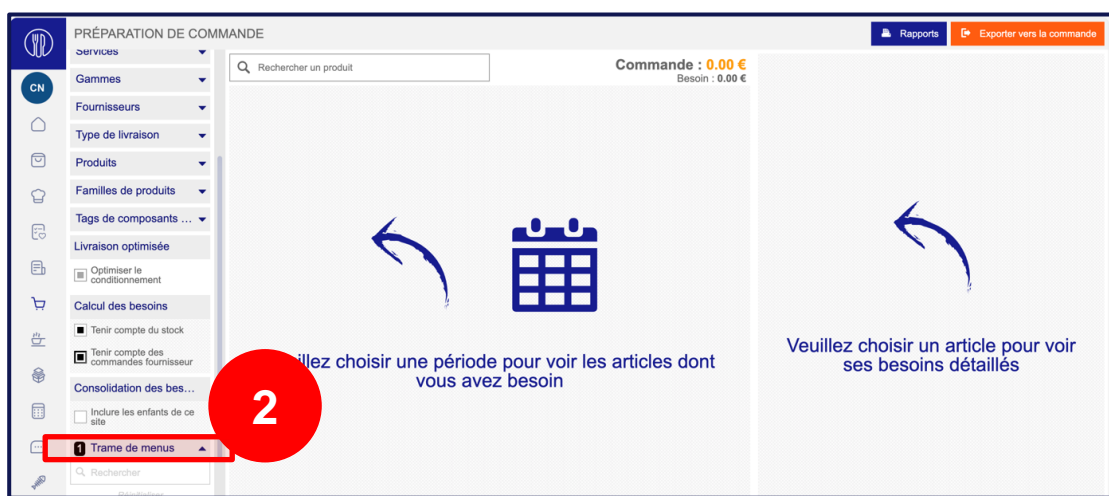 PRÉPARATION DE COMMANDE
Rapports
Exporter vers la commande
CN
Services
Gammes
Fournisseurs
Type de livraison
Produits
Familles de produits
Tags de composants ...
Livraison optimisée
Optimiser le
conditionnement
Calcul des besoins
Tenir compte du stock
Tenir compte des
commandes fournisseur
Consolidation des bes...
Inclure les enfants de ce
site
1 Trame de menus
Rechercher
Rechercher un produit
Commande : 0.00 €
Besoin : 0.00 €
illez choisir une période pour voir les articles dont
vous avez besoin
2
Veuillez choisir un article pour voir
ses besoins détaillés